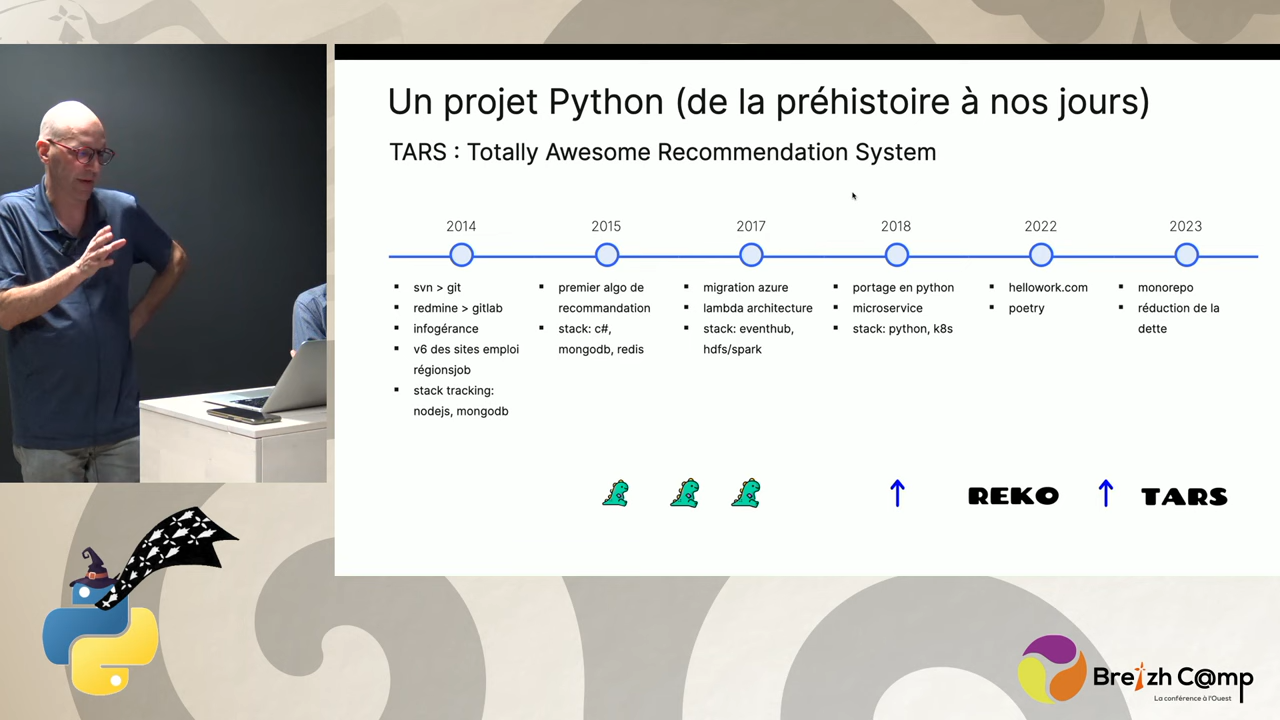 Un projet Python (de la préhistoire à nos jours)
TARS : Totally Awesome Recommendation System
2014
svn > git
redmine > gitlab
infogérance
v6 des sites emploi
régionsjob
stack tracking:
nodejs, mongodb
2015
premier algo de
recommandation
stack: c#,
mongodb, redis
2017
migration azure
lambda architecture
stack: eventhub,
hdfs/spark
2018
portage en python
microservice
stack: python, k8s
2022
hellowork.com
poetry
2023
monorepo
réduction de la
dette
REKO
TARS
Breizh C@mp
La conférence à l'Ouest